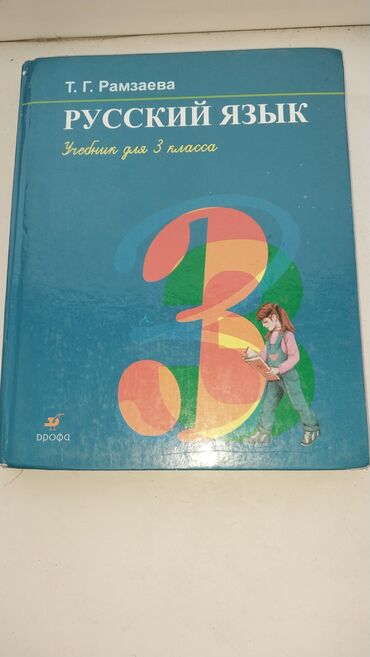 Т. Г. Рамзаева
РУССКИЙ ЯЗЫК
Учебник для 3 класса
3
ДРОФА